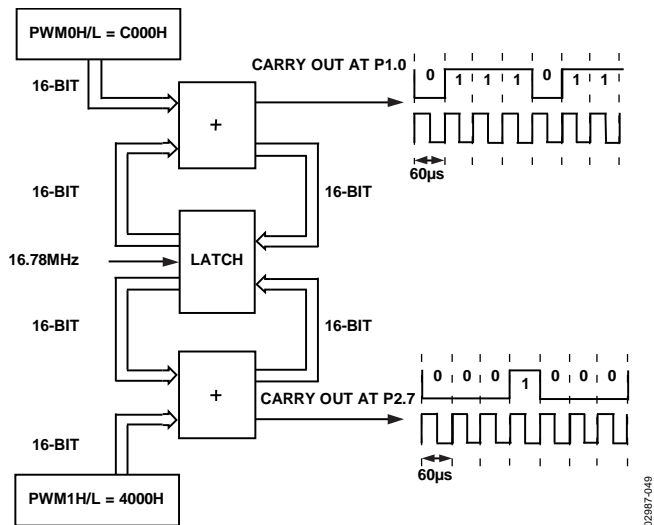 PWM0H/L = C000H
16-BIT
CARRY OUT AT P1.0
0 1 1 1 0 1 1
+
60µs
16-BIT
16-BIT
16.78MHz
LATCH
16-BIT
16-BIT
0 0 0 1 0 0 0
+
CARRY OUT AT P2.7
16-BIT
60µs
PWM1H/L = 4000H
02987-049